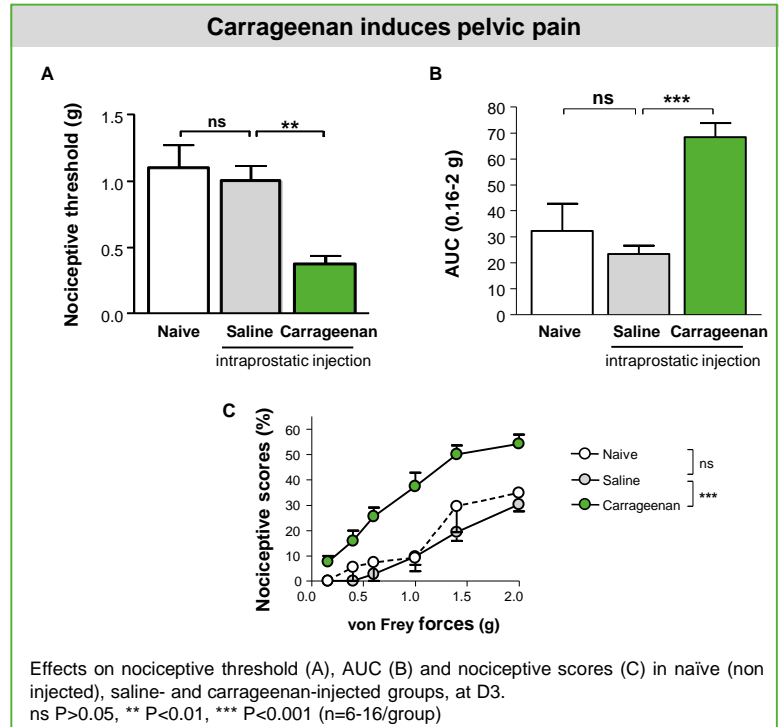 Carrageenan induces pelvic pain
A
Nociceptive threshold (g)
1.5
1.0
0.5
0.0
ns
**
Naive Saline Carrageenan
intraprostatic injection
B
AUC (0.16-2 g)
80
70
60
50
40
30
20
10
0
ns
***
Naive Saline Carrageenan
intraprostatic injection
C
Nociceptive scores (%)
60
50
40
30
20
10
0
0.0 0.5 1.0 1.5 2.0
von Frey forces (g)
Naive
Saline
Carrageenan
ns
***
Effects on nociceptive threshold (A), AUC (B) and nociceptive scores (C) in naïve (non
injected), saline- and carrageenan-injected groups, at D3.
ns P>0.05, ** P<0.01, *** P<0.001 (n=6-16/group)